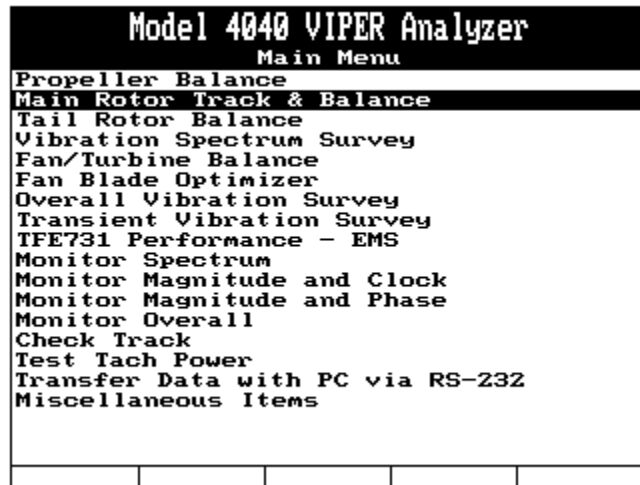 Model 4040 VIPER Analyzer
Main Menu
Propeller Balance
Main Rotor Track & Balance
Tail Rotor Balance
Vibration Spectrum Survey
Fan/Turbine Balance
Fan Blade Optimizer
Overall Vibration Survey
Transient Vibration Survey
TFE731 Performance - EMS
Monitor Spectrum
Monitor Magnitude and Clock
Monitor Magnitude and Phase
Monitor Overall
Check Track
Test Tach Power
Transfer Data with PC via RS-232
Miscellaneous Items